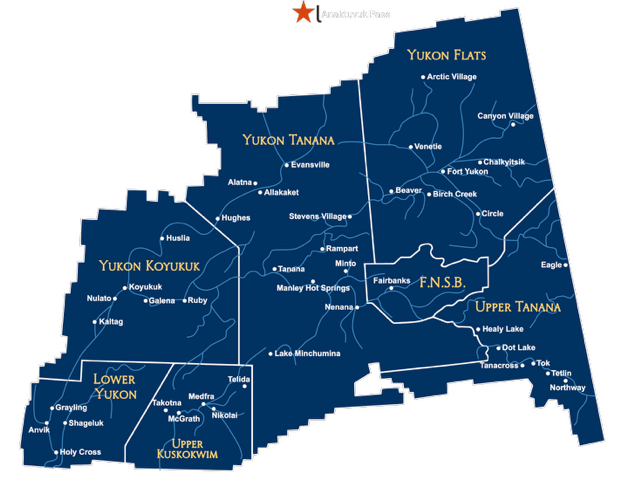 Anaktuvuk Pass
Yukon Flats
Arctic Village
Canyon Village
Yukon Tanana
Venetie
Evansville
Chalkyitsik
Fort Yukon
Alatna
Allakaket
Beaver
Birch Creek
Stevens Village
Circle
Hughes
Huslia
Rampart
Yukon Koyukuk
Minto
Eagle
Tanana
Fairbanks
F.N.S.B.
Manley Hot Springs
Koyukuk
Nulato
Galena
Ruby
Nenana
Upper Tanana
Kaltag
Healy Lake
Dot Lake
Lake Minchumina
Tanacross
Tok
Tetlin
Northway
Lower
Yukon
Telida
Medfra
Takotna
Grayling
McGrath
Nikolai
Anvik
Shageluk
Upper
Kuskokwim
Holy Cross